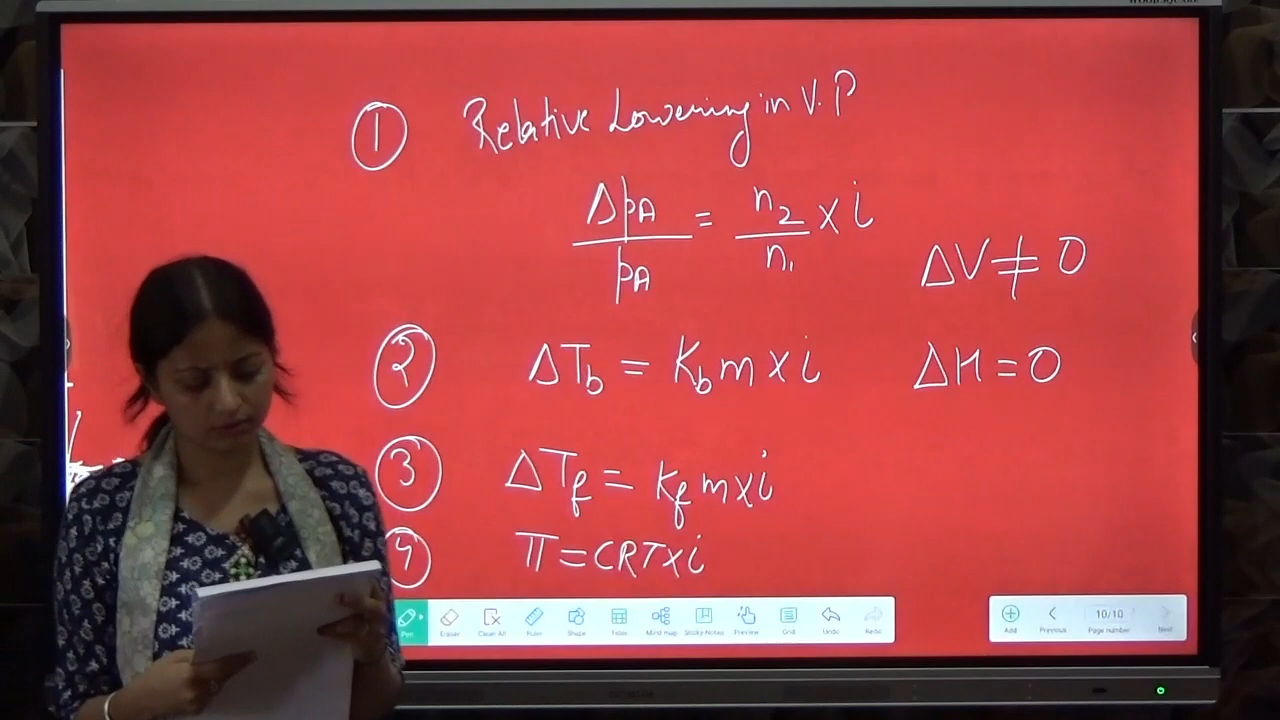 ① Relative Lowering in V.P
ΔpA / pA = n₂ / n₁ × i
ΔV ≠ 0
② ΔTb = Kb m × i
ΔH = 0
③ ΔTf = Kf m × i
④ π = CRT × i
Pen Eraser Clean All Ruler Shape Table Mind map Sticky Notes Preview Grid Undo Redo
Add Previous 10/10 Page number Next